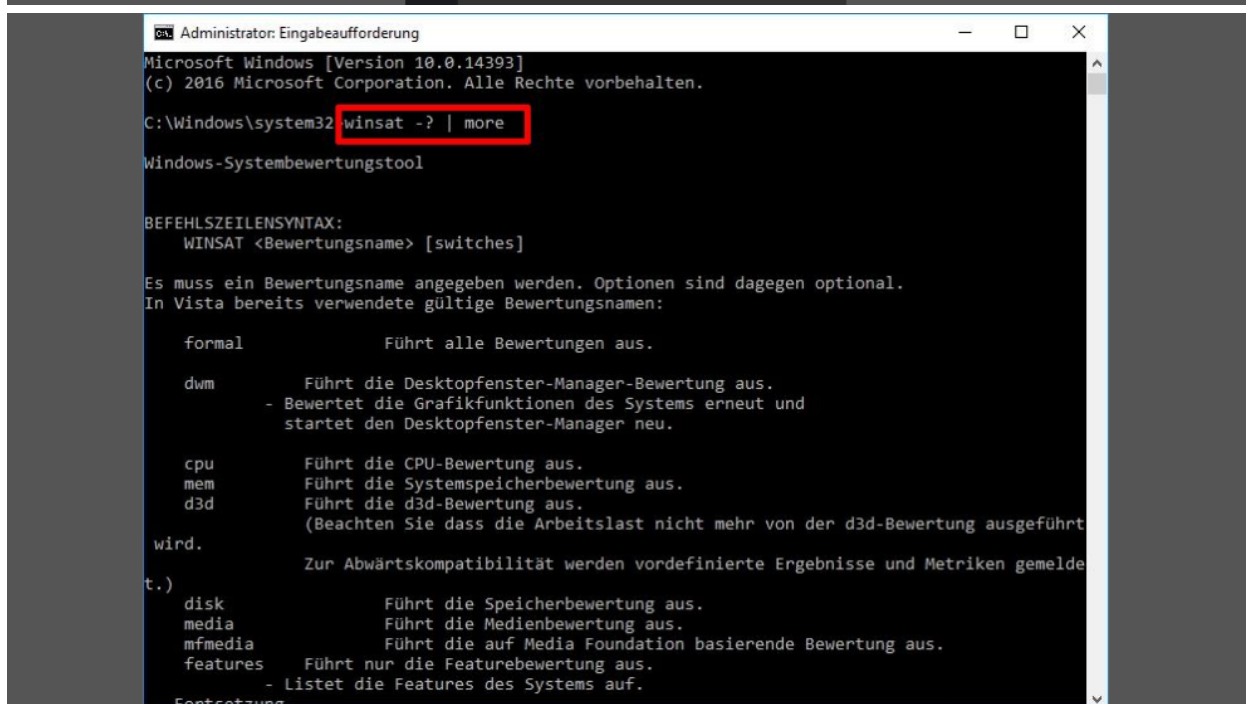 Administrator: Eingabeaufforderung
Microsoft Windows [Version 10.0.14393]
(c) 2016 Microsoft Corporation. Alle Rechte vorbehalten.
C:\Windows\system32>winsat -? | more
Windows-Systembewertungstool
BEFEHLSZEILENSYNTAX:
WINSAT <Bewertungsname> [switches]
Es muss ein Bewertungsname angegeben werden. Optionen sind dagegen optional.
In Vista bereits verwendete gültige Bewertungsnamen:
formal Führt alle Bewertungen aus.
dwm Führt die Desktopfenster-Manager-Bewertung aus.
- Bewertet die Grafikfunktionen des Systems erneut und
startet den Desktopfenster-Manager neu.
cpu Führt die CPU-Bewertung aus.
mem Führt die Systemspeicherbewertung aus.
d3d Führt die d3d-Bewertung aus.
(Beachten Sie dass die Arbeitslast nicht mehr von der d3d-Bewertung ausgeführt
wird.
Zur Abwärtskompatibilität werden vordefinierte Ergebnisse und Metriken gemelde
t.)
disk Führt die Speicherbewertung aus.
media Führt die Medienbewertung aus.
mfmedia Führt die auf Media Foundation basierende Bewertung aus.
features Führt nur die Featurebewertung aus.
- Listet die Features des Systems auf.
Fortsetzung